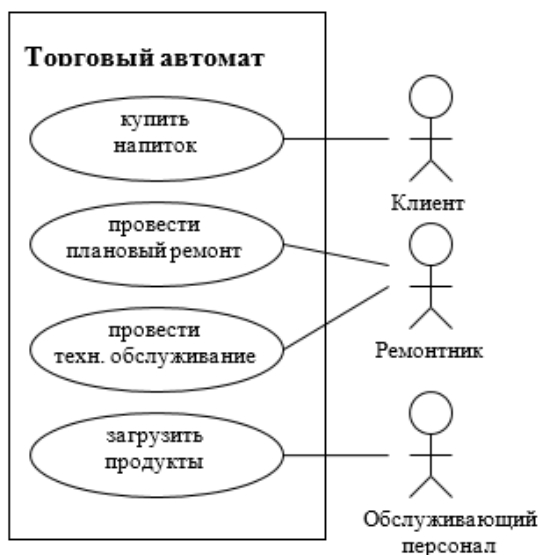 Торговый автомат
купить
напиток
Клиент
провести
плановый ремонт
провести
техн. обслуживание
Ремонтник
загрузить
продукты
Обслуживающий
персонал